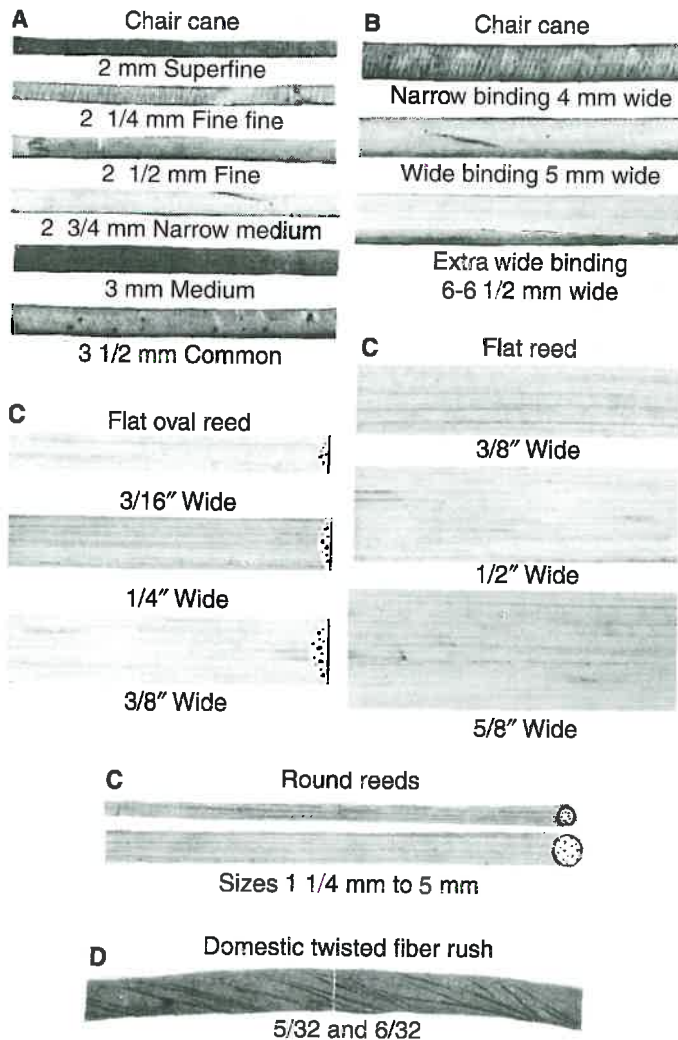 A Chair cane
2 mm Superfine
2 1/4 mm Fine fine
2 1/2 mm Fine
2 3/4 mm Narrow medium
3 mm Medium
3 1/2 mm Common
B Chair cane
Narrow binding 4 mm wide
Wide binding 5 mm wide
Extra wide binding
6-6 1/2 mm wide
C Flat oval reed
3/16″ Wide
1/4″ Wide
3/8″ Wide
C Flat reed
3/8″ Wide
1/2″ Wide
5/8″ Wide
C Round reeds
Sizes 1 1/4 mm to 5 mm
D Domestic twisted fiber rush
5/32 and 6/32